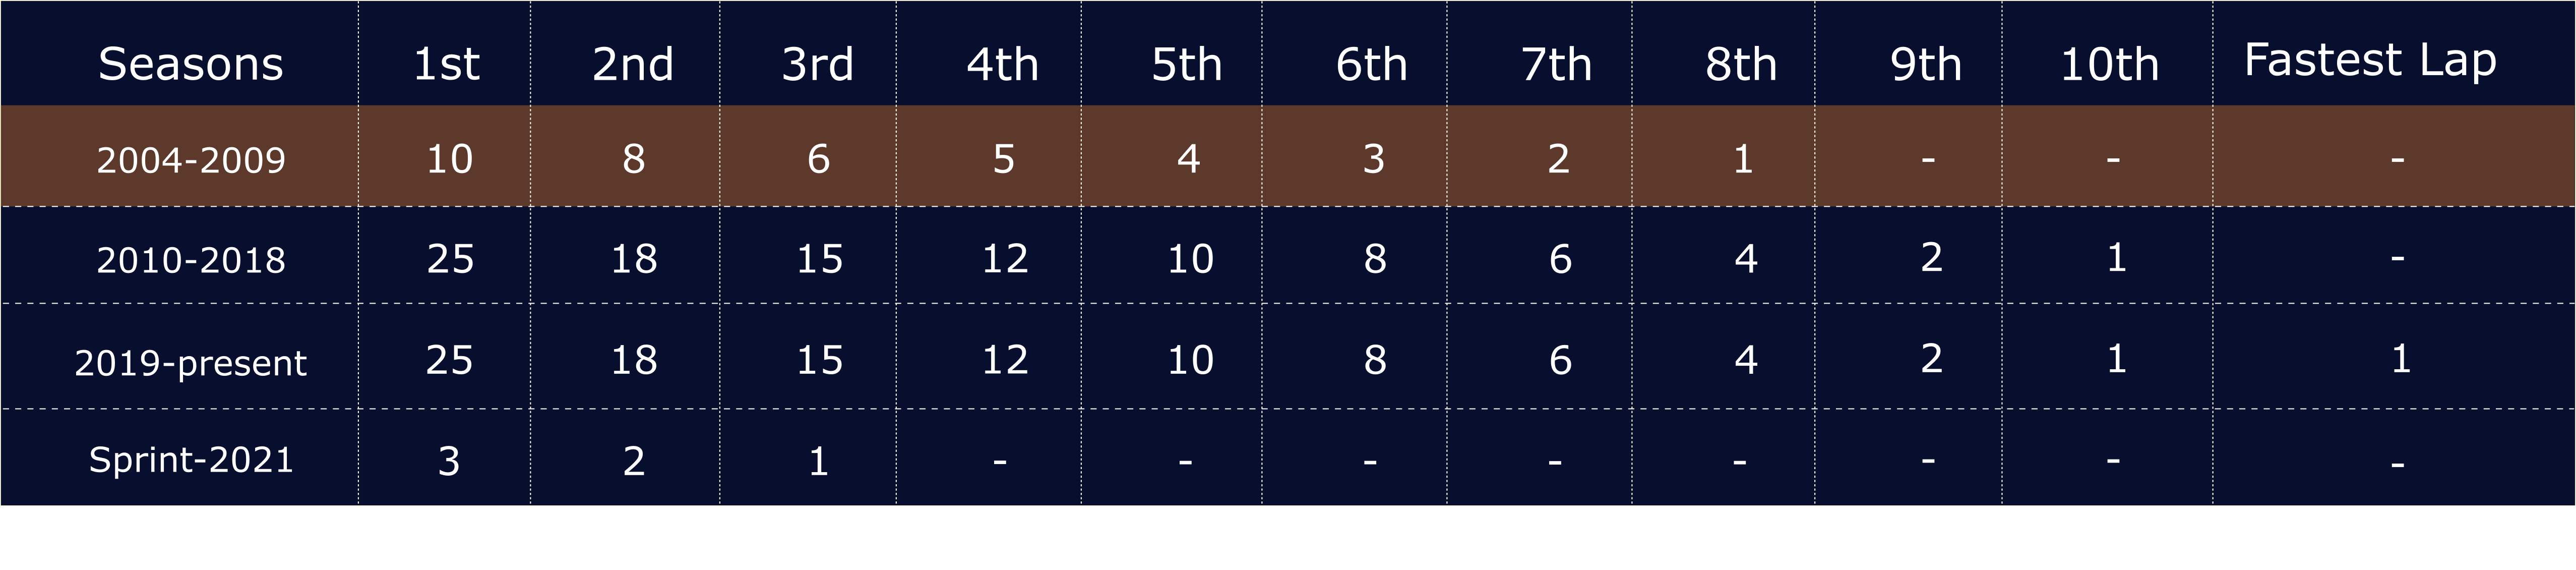 Seasons 1st 2nd 3rd 4th 5th 6th 7th 8th 9th 10th Fastest Lap
2004-2009 10 8 6 5 4 3 2 1 - - -
2010-2018 25 18 15 12 10 8 6 4 2 1 -
2019-present 25 18 15 12 10 8 6 4 2 1 1
Sprint-2021 3 2 1 - - - - - - - -